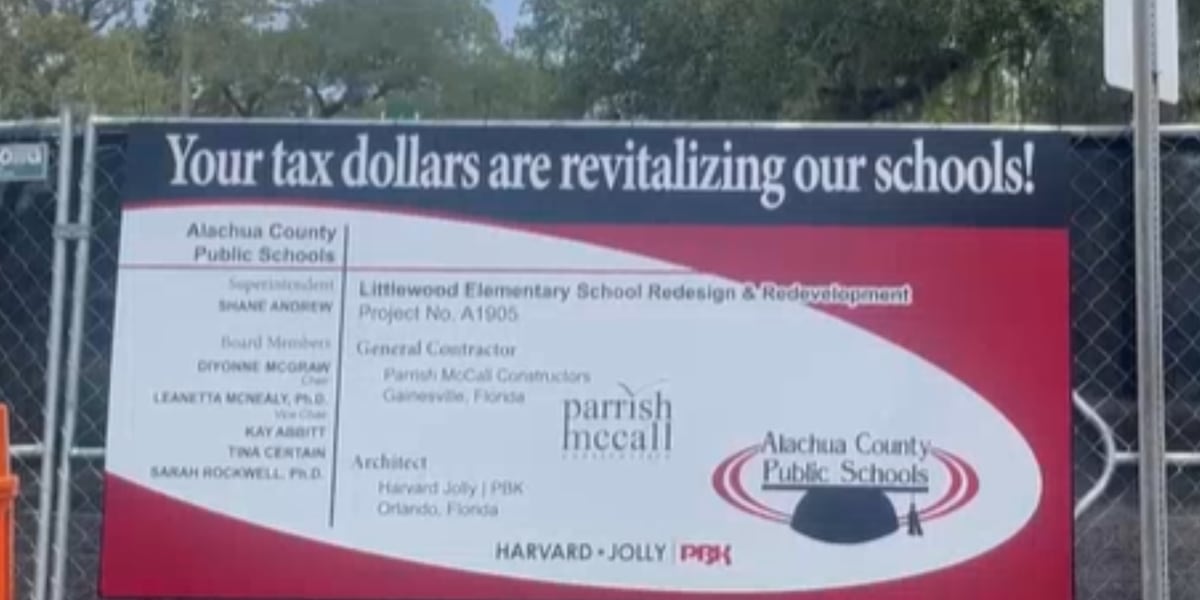 Your tax dollars are revitalizing our schools!
Alachua County
Public Schools
Superintendent
SHANE ANDREW
Board Members
DIYONNE MCGRAW
Chair
LEANETTA MCNEALY, Ph.D.
Vice Chair
KAY ABBITT
TINA CERTAIN
SARAH ROCKWELL, Ph.D.
Littlewood Elementary School Redesign & Redevelopment
Project No. A1905
General Contractor
Parrish McCall Constructors
Gainesville, Florida
parrish
mccall
Architect
Harvard Jolly | PBK
Orlando, Florida
HARVARD • JOLLY | PBK
Alachua County
Public Schools